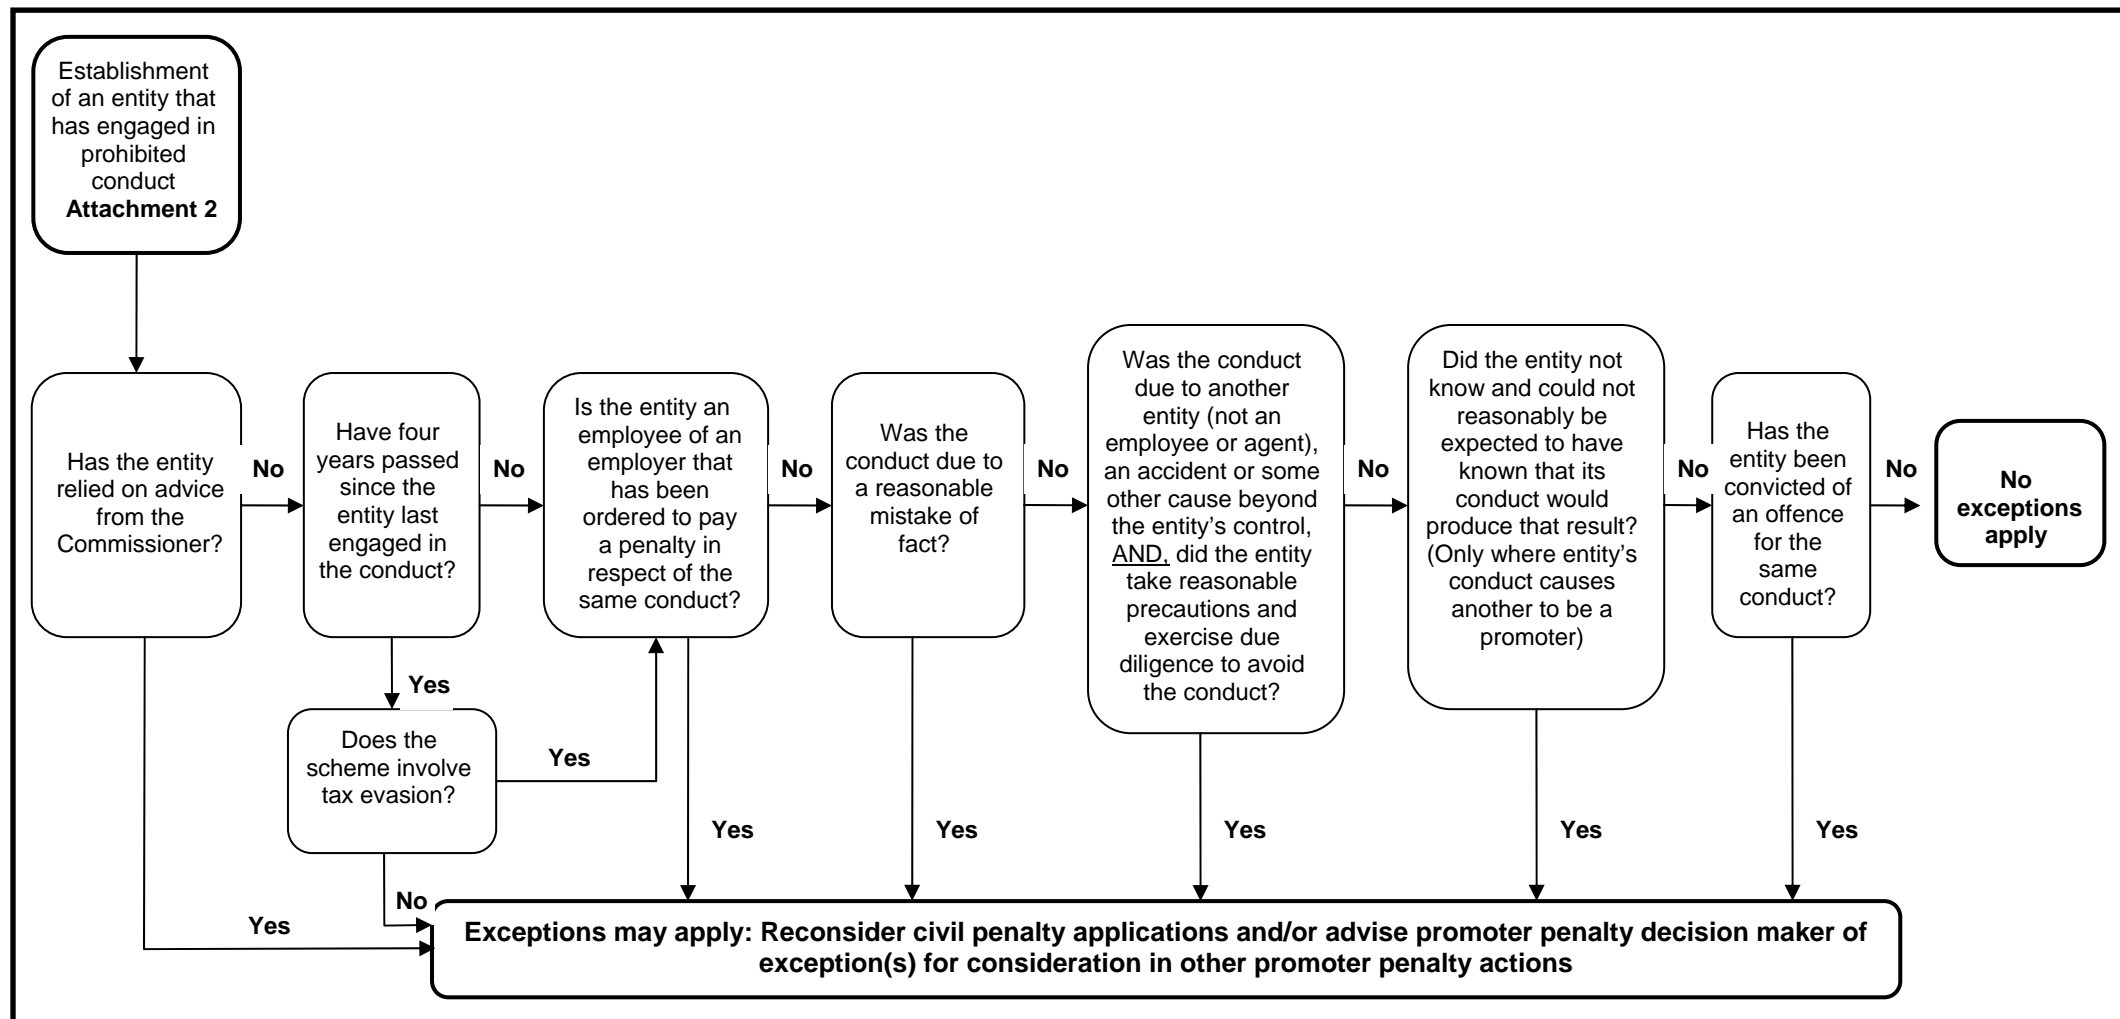 Establishment
of an entity that
has engaged in
prohibited
conduct
Attachment 2
Has the entity
relied on advice
from the
Commissioner?
No
Have four
years passed
since the
entity last
engaged in
the conduct?
No
Is the entity an
employee of an
employer that
has been
ordered to pay
a penalty in
respect of the
same conduct?
No
Was the
conduct due to
a reasonable
mistake of
fact?
No
Was the conduct
due to another
entity (not an
employee or agent),
an accident or some
other cause beyond
the entity's control,
AND, did the entity
take reasonable
precautions and
exercise due
diligence to avoid
the conduct?
No
Did the entity not
know and could not
reasonably be
expected to have
known that its
conduct would
produce that result?
(Only where entity's
conduct causes
another to be a
promoter)
No
Has the
entity been
convicted of
an offence
for the
same
conduct?
No
No
exceptions
apply
Yes
Does the
scheme involve
tax evasion?
Yes
Yes
Yes
Yes
Yes
Yes
No
Yes
Exceptions may apply: Reconsider civil penalty applications and/or advise promoter penalty decision maker of
exception(s) for consideration in other promoter penalty actions